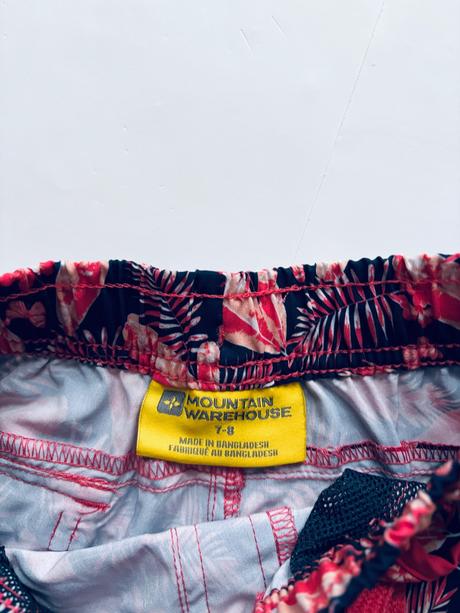 MOUNTAIN
WAREHOUSE
7-8
MADE IN BANGLADESH
FABRIQUÉ AU BANGLADESH